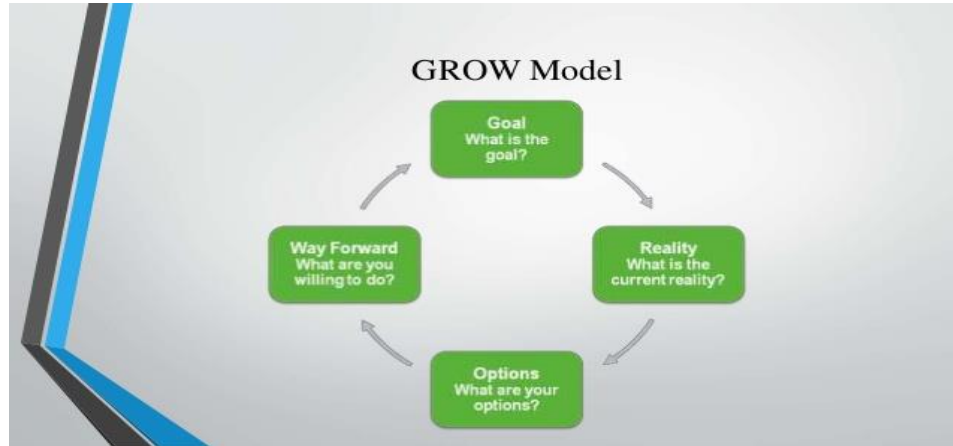 GROW Model
Goal
What is the
goal?
Reality
What is the
current reality?
Options
What are your
options?
Way Forward
What are you
willing to do?